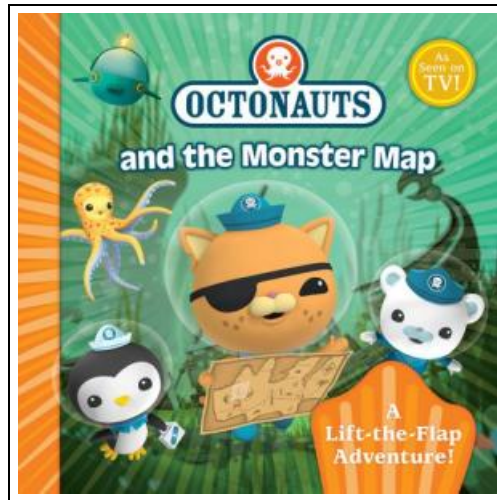 As
Seen on
TV!
OCTONAUTS
and the Monster Map
A
Lift-the-Flap
Adventure!